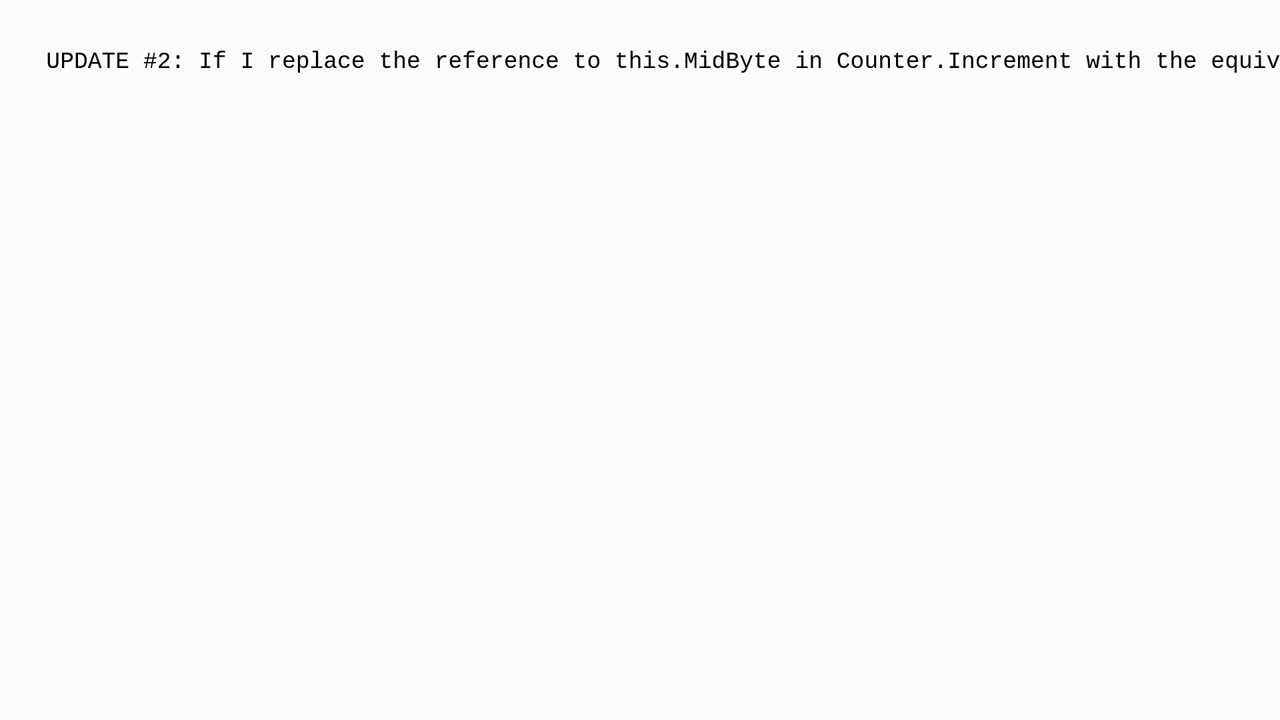 UPDATE #2: If I replace the reference to this.MidByte in Counter.Increment with the equiv